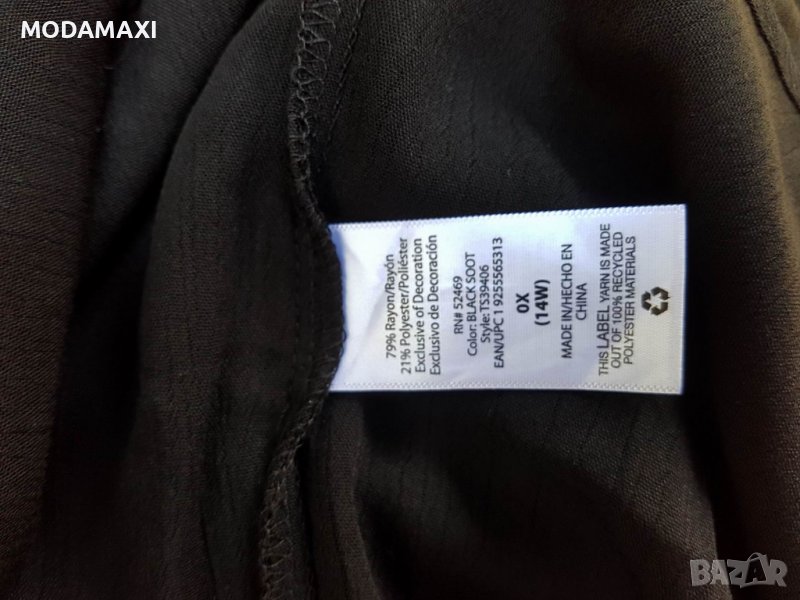 MODAMAXI
79% Rayon/Rayón
21% Polyester/Poliéster
Exclusive of Decoration
Exclusivo de Decoración
RN# 52469
Color: BLACK SOOT
Style: TS39406
EAN/UPC 1 9255565313
0X
(14W)
MADE IN/HECHO EN
CHINA
THIS LABEL YARN IS MADE
OUT OF 100% RECYCLED
POLYESTER MATERIALS
BAZAR